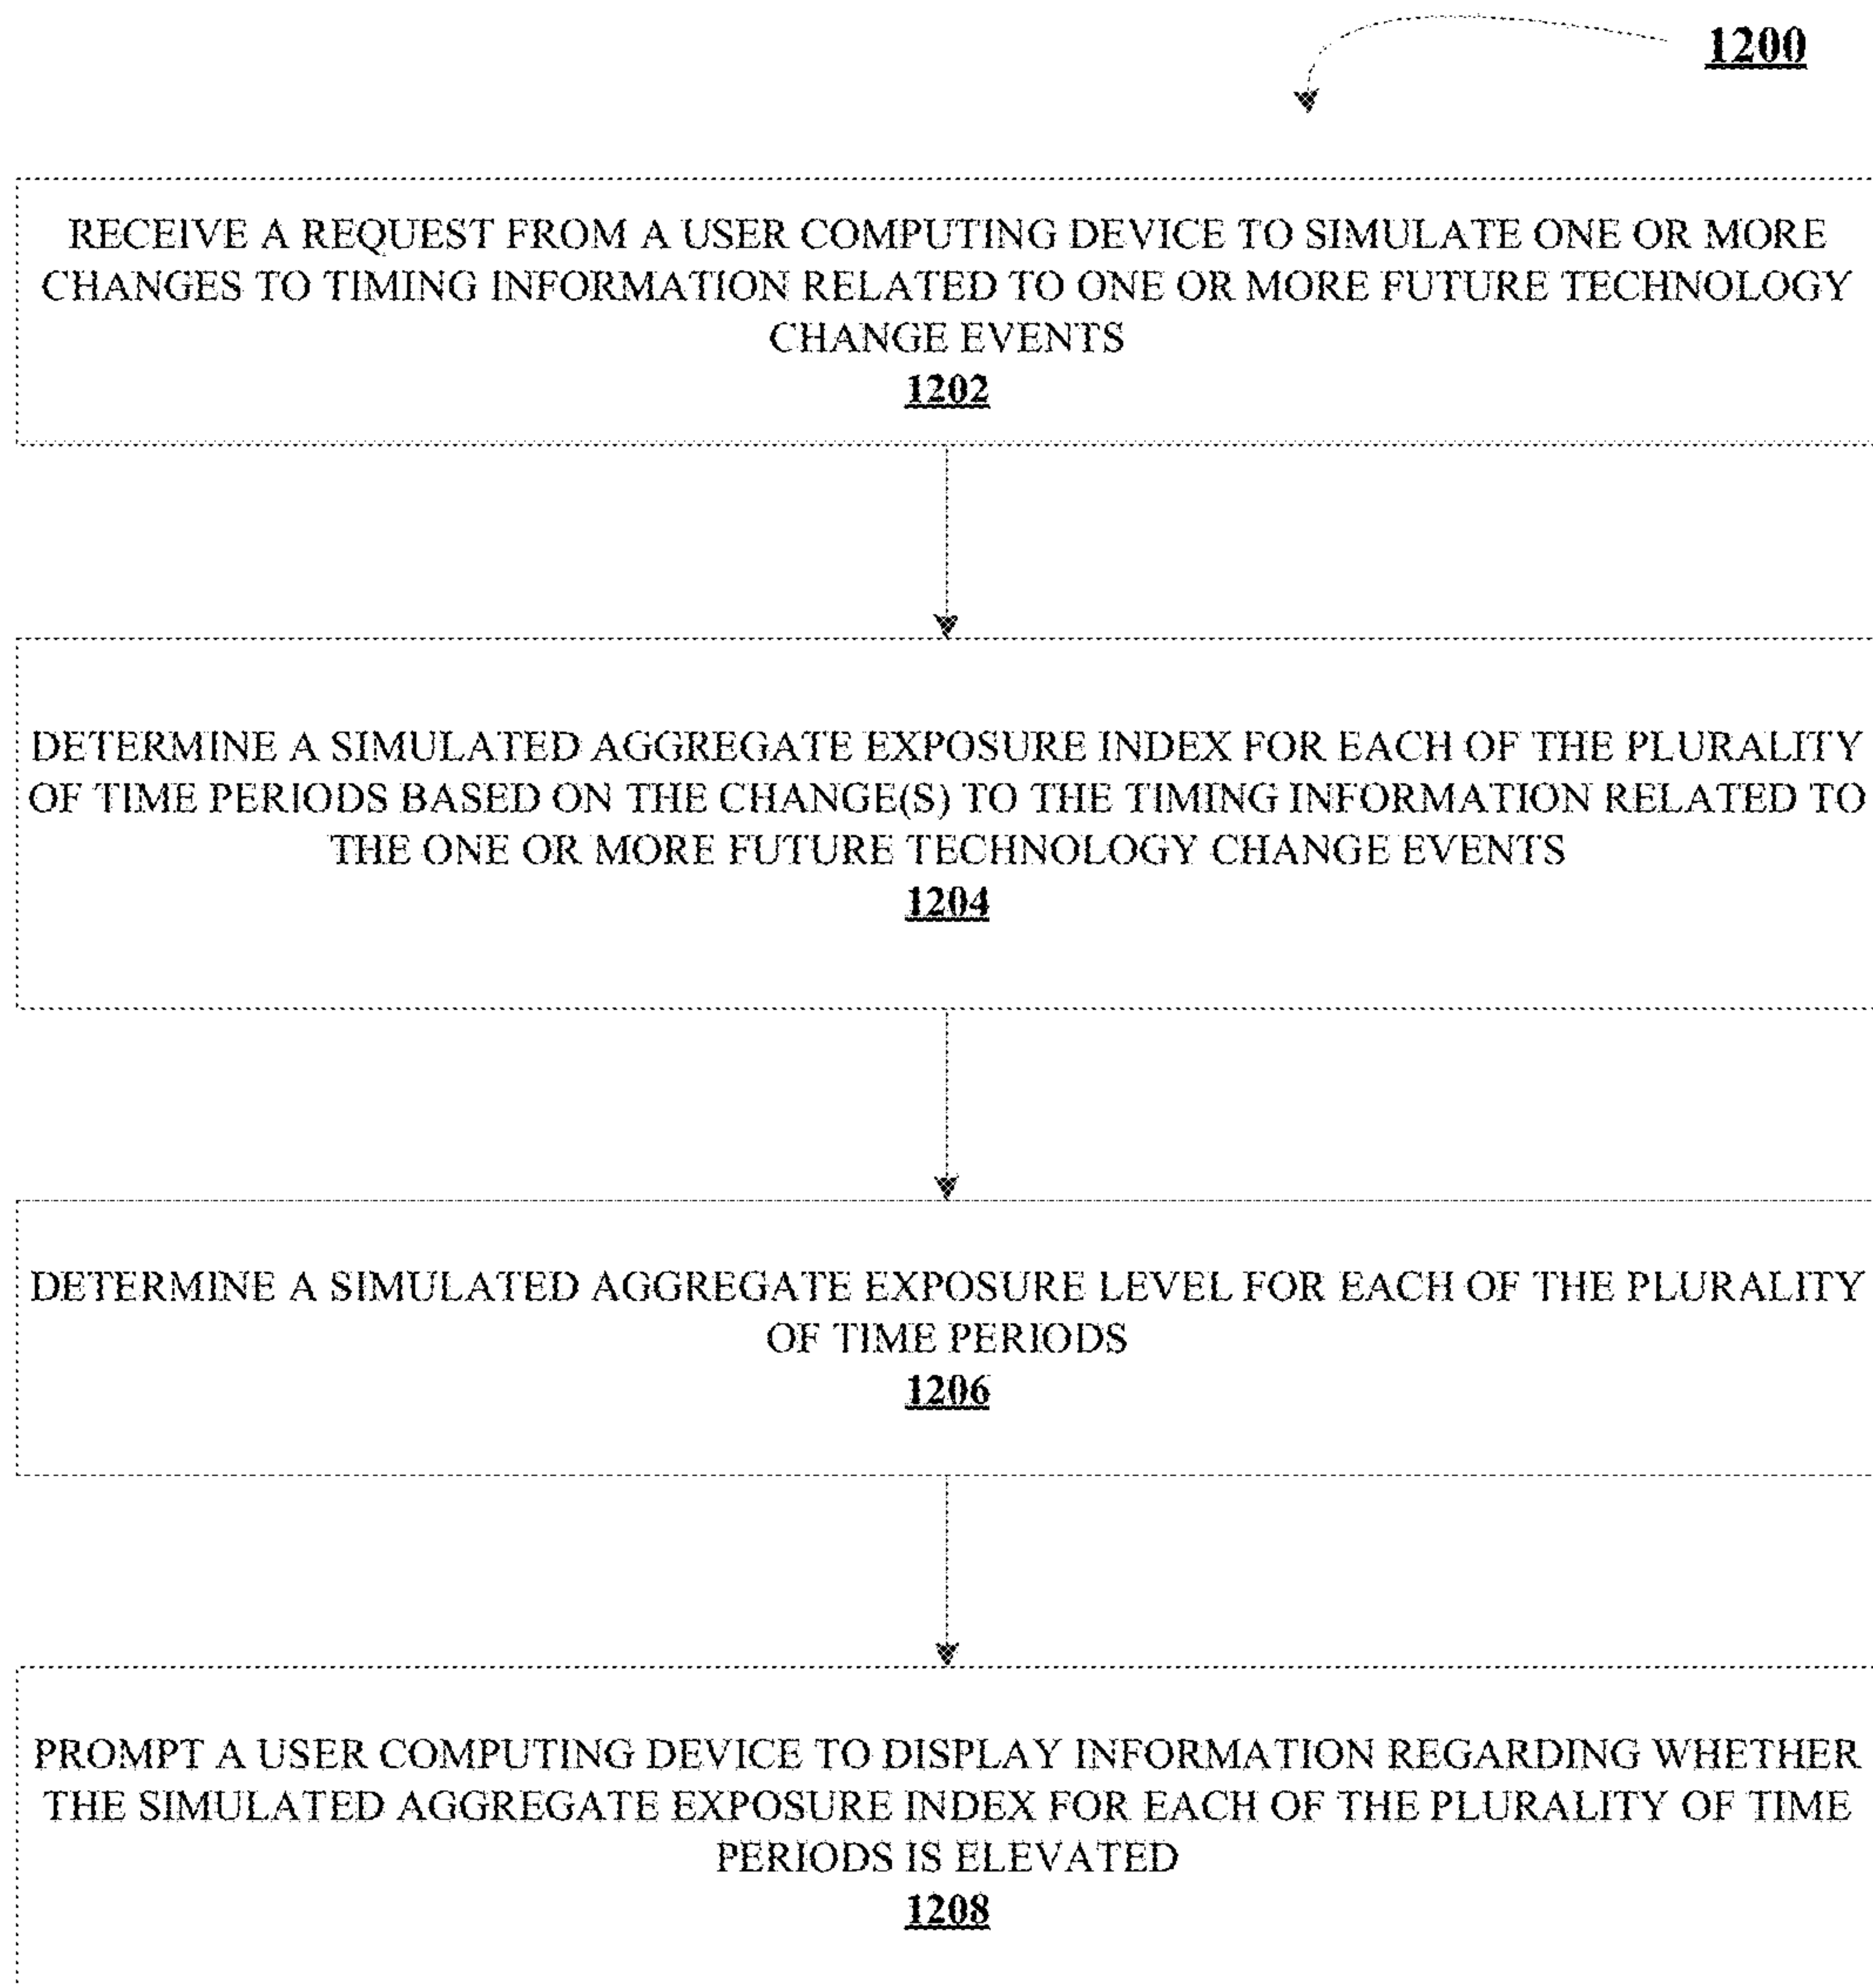 1200
RECEIVE A REQUEST FROM A USER COMPUTING DEVICE TO SIMULATE ONE OR MORE
CHANGES TO TIMING INFORMATION RELATED TO ONE OR MORE FUTURE TECHNOLOGY
CHANGE EVENTS
1202
DETERMINE A SIMULATED AGGREGATE EXPOSURE INDEX FOR EACH OF THE PLURALITY
OF TIME PERIODS BASED ON THE CHANGE(S) TO THE TIMING INFORMATION RELATED TO
THE ONE OR MORE FUTURE TECHNOLOGY CHANGE EVENTS
1204
DETERMINE A SIMULATED AGGREGATE EXPOSURE LEVEL FOR EACH OF THE PLURALITY
OF TIME PERIODS
1206
PROMPT A USER COMPUTING DEVICE TO DISPLAY INFORMATION REGARDING WHETHER
THE SIMULATED AGGREGATE EXPOSURE INDEX FOR EACH OF THE PLURALITY OF TIME
PERIODS IS ELEVATED
1208